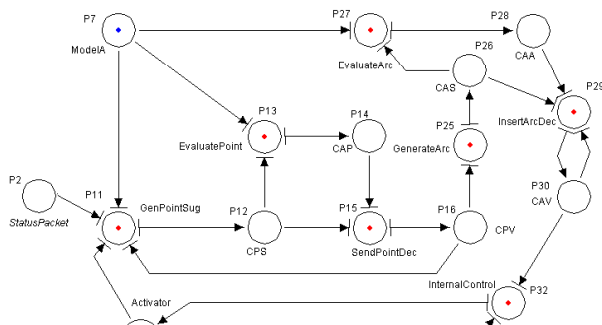 P7
ModelA
P27
EvaluateArc
P28
CAA
P26
CAS
P29
InsertArcDec
P13
EvaluatePoint
P14
CAP
P25
GenerateArc
P2
StatusPacket
P11
GenPointSug
P12
CPS
P15
SendPointDec
P16
CPV
P30
CAV
InternalControl
P32
Activator